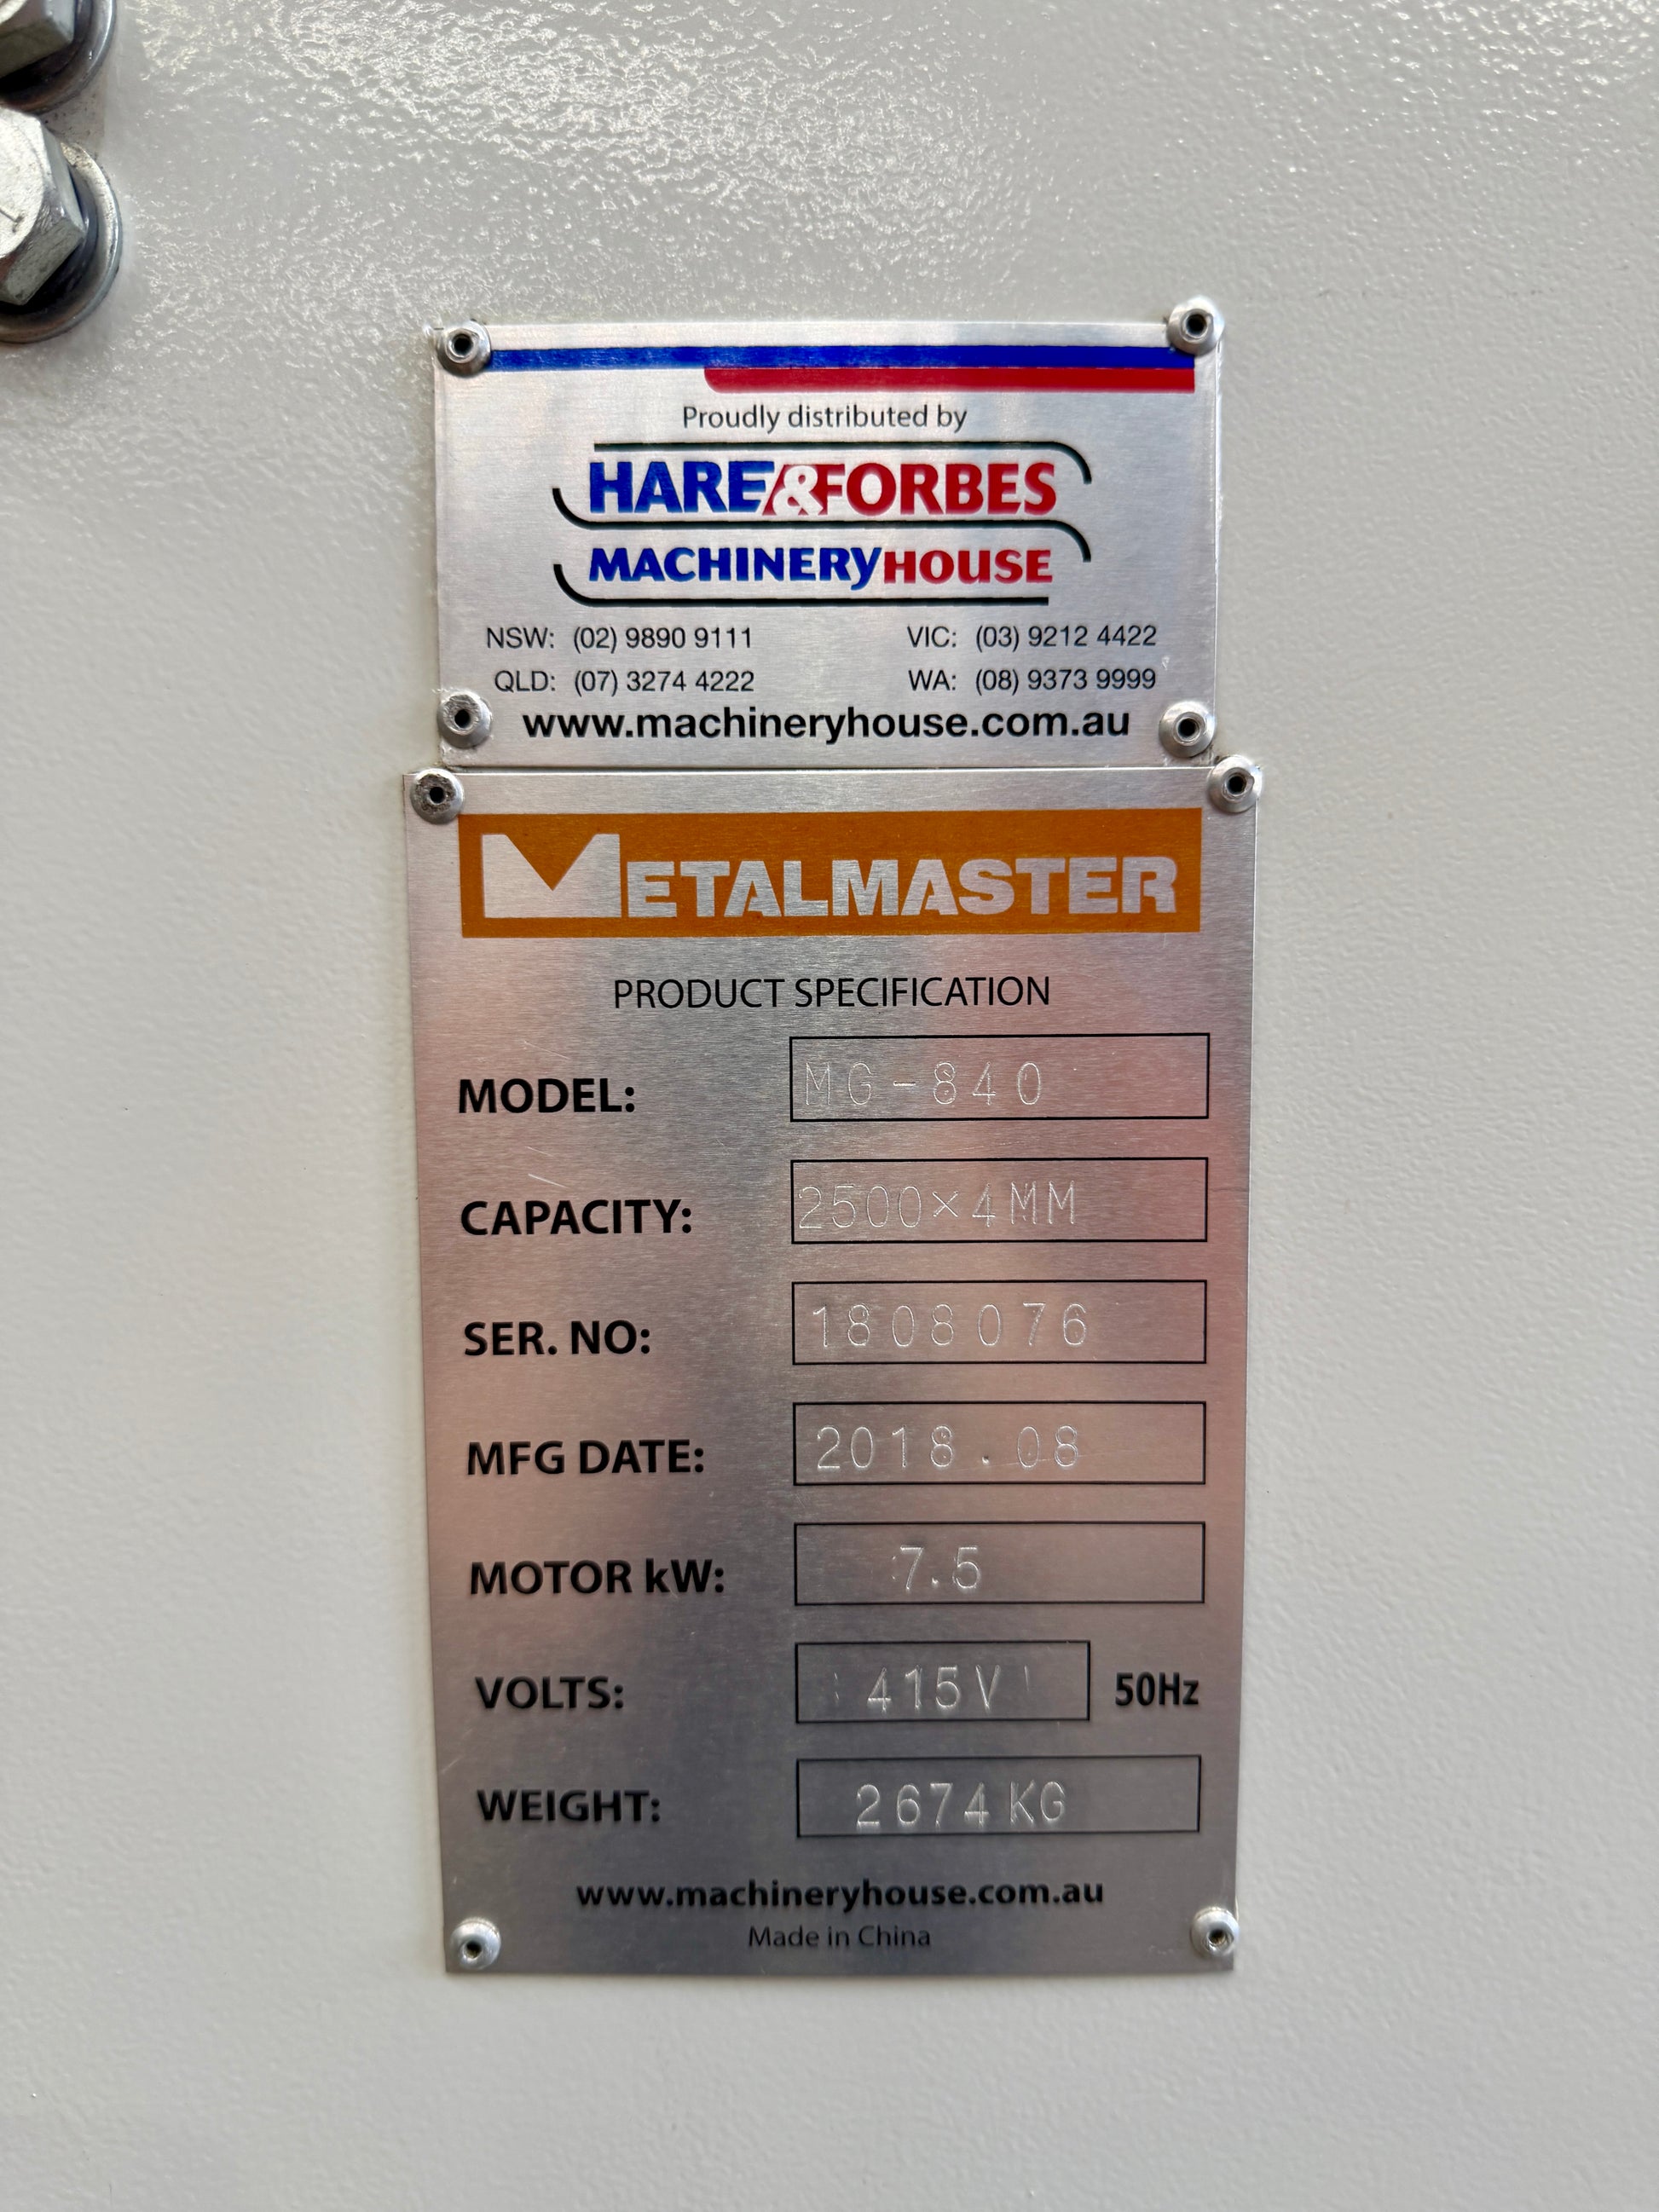 Proudly distributed by
HARE&FORBES
MACHINERYHOUSE
NSW: (02) 9890 9111 VIC: (03) 9212 4422
QLD: (07) 3274 4222 WA: (08) 9373 9999
www.machineryhouse.com.au
METALMASTER
PRODUCT SPECIFICATION
MODEL: MG-840
CAPACITY: 2500×4MM
SER. NO: 1808076
MFG DATE: 2018.08
MOTOR kW: 7.5
VOLTS: 415V 50Hz
WEIGHT: 2674KG
www.machineryhouse.com.au
Made in China